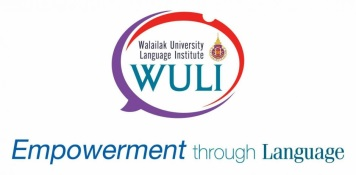 Walailak University
Language Institute
WULI
Empowerment through Language